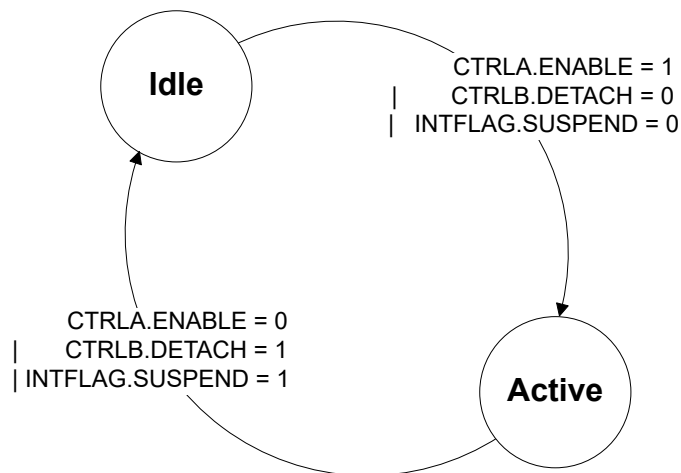 Idle
CTRLA.ENABLE = 1
| CTRLB.DETACH = 0
| INTFLAG.SUSPEND = 0
CTRLA.ENABLE = 0
| CTRLB.DETACH = 1
| INTFLAG.SUSPEND = 1
Active